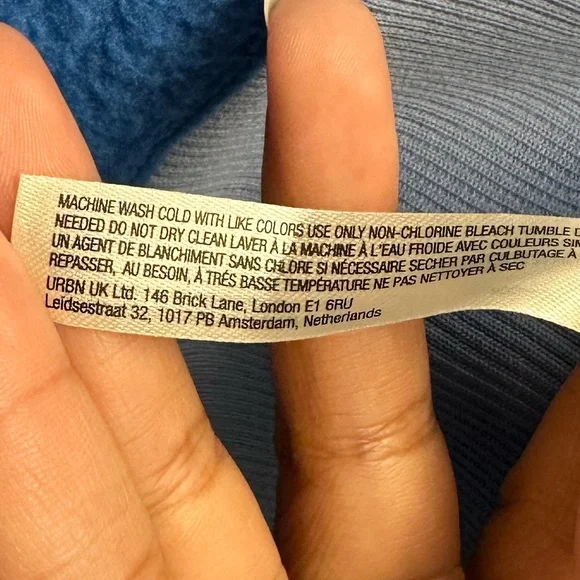 MACHINE WASH COLD WITH LIKE COLORS USE ONLY NON-CHLORINE BLEACH TUMBLE
NEEDED DO NOT DRY CLEAN LAVER À LA MACHINE À L'EAU FROIDE AVEC COULEURS
UN AGENT DE BLANCHIMENT SANS CHLORE SI NÉCESSAIRE SECHER PAR CULBUTAGE À
REPASSER, AU BESOIN, À TRÉS BASSE TEMPÉRATURE NE PAS NETTOYER À SEC
URBN UK Ltd. 146 Brick Lane, London E1 6RU
Leidsestraat 32, 1017 PB Amsterdam, Netherlands